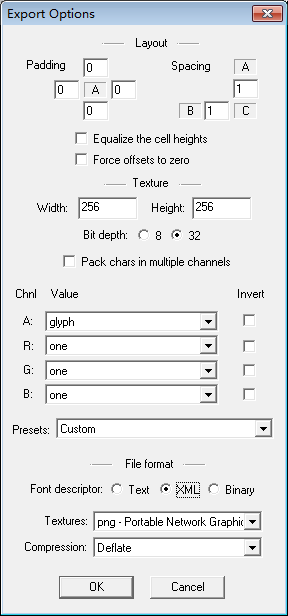 Export Options
Layout
Padding 0 Spacing A
0 A 0 1
0 B 1 C
Equalize the cell heights
Force offsets to zero
Texture
Width: 256 Height: 256
Bit depth: 8 32
Pack chars in multiple channels
Chnl Value Invert
A: glyph
R: one
G: one
B: one
Presets: Custom
File format
Font descriptor: Text XML Binary
Textures: png - Portable Network Graphic
Compression: Deflate
OK Cancel